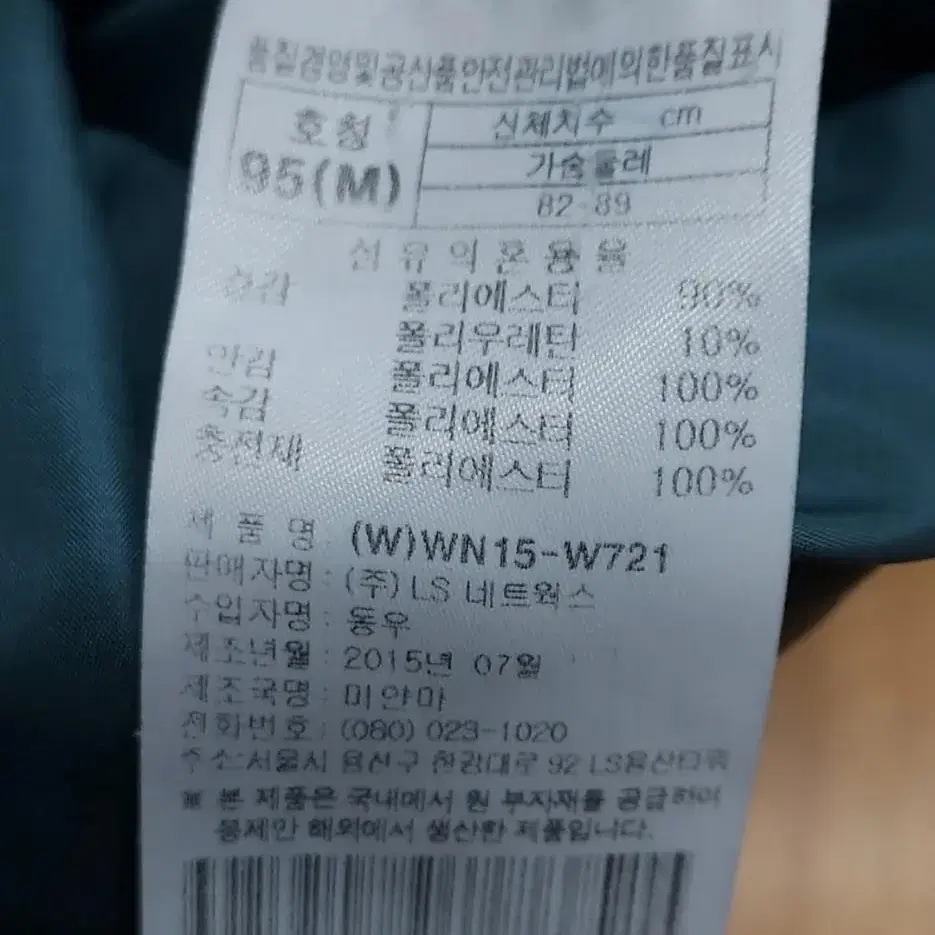 품질경영및공산품안전관리법에의한품질표시
호칭 신체치수 cm
95(M) 가슴둘레
82-89
섬유의혼용율
겉감 폴리에스터 90%
폴리우레탄 10%
안감 폴리에스터 100%
속감 폴리에스터 100%
충전재 폴리에스터 100%
제 품 명 : (W)WN15-W721
판매자명 : (주)LS 네트웍스
수입자명 : 동우
제조년월 : 2015년 07월
제조국명 : 미얀마
전화번호 : (080) 023-1020
주소:서울시 용산구 한강대로 92 LS용산타워
※ 본 제품은 국내에서 원 부자재를 공급하여
봉제만 해외에서 생산한 제품입니다.